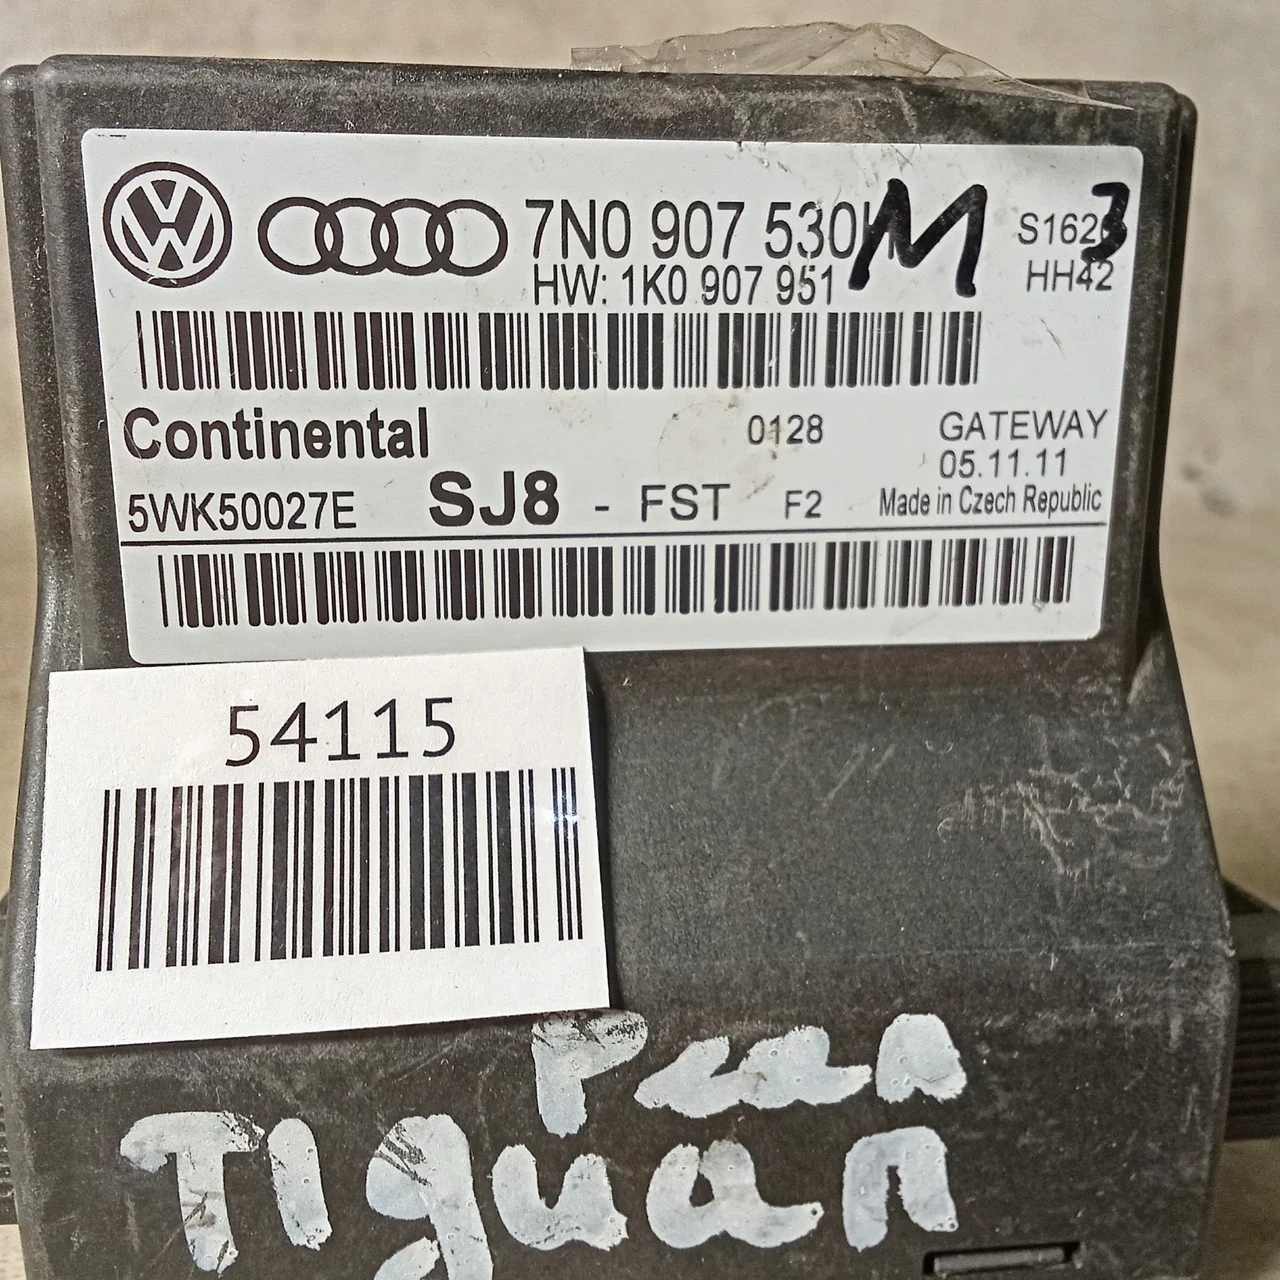 7N0 907 530 M
S162 3
HW: 1K0 907 951
HH42
Continental
0128
GATEWAY
05.11.11
5WK50027E
SJ8 - FST F2
Made in Czech Republic
54115
Tiguan